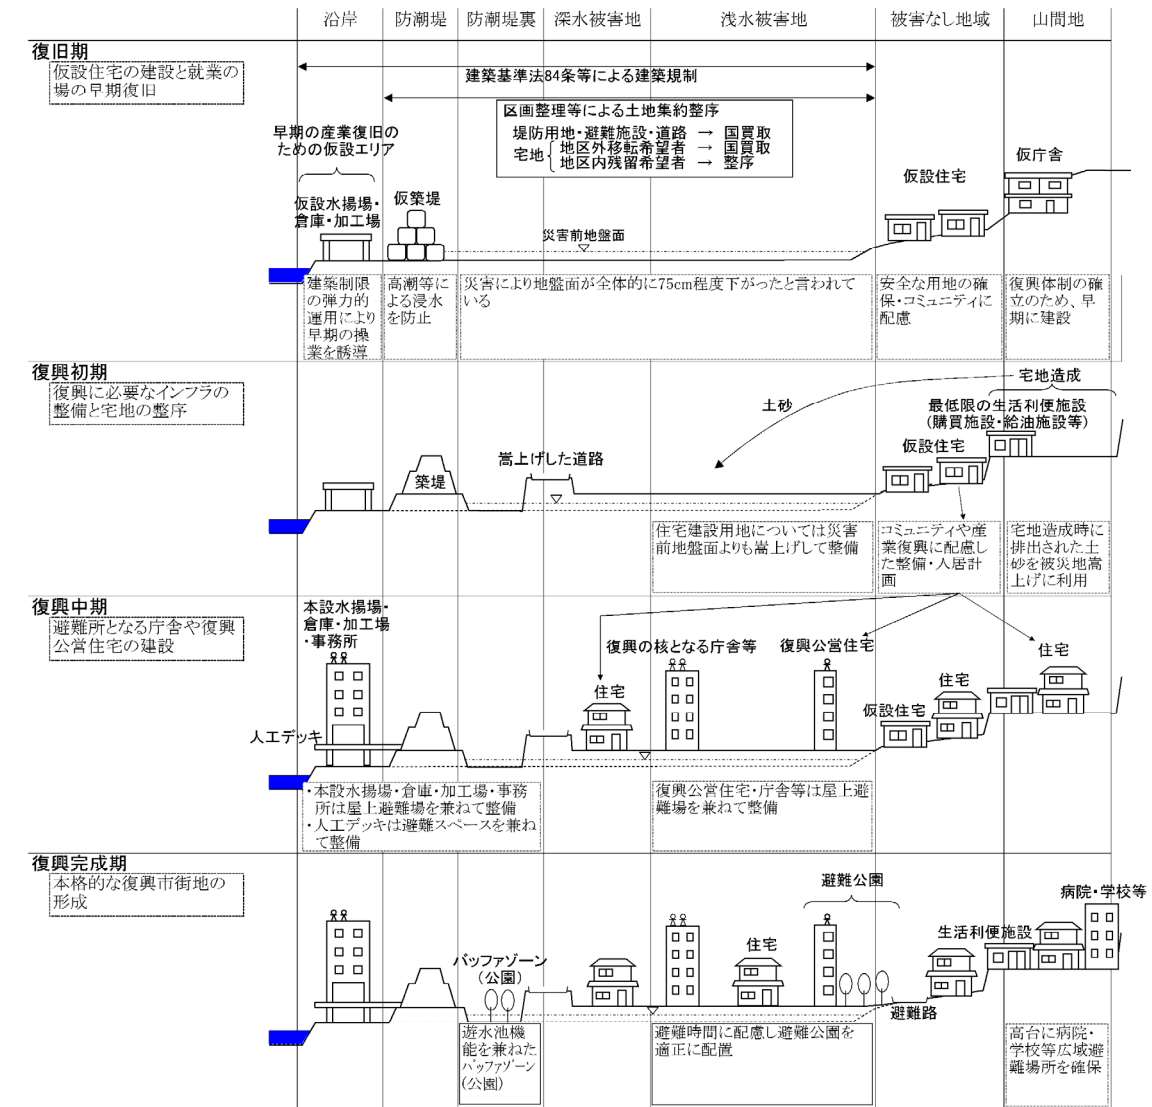 沿岸
防潮堤
防潮堤裏
深水被害地
浅水被害地
被害なし地域
山間地
復旧期
仮設住宅の建設と就業の
場の早期復旧
建築基準法84条等による建築規制
区画整理等による土地集約整序
堤防用地・避難施設・道路 → 国買取
宅地
地区外移転希望者 → 国買取
地区内残留希望者 → 整序
早期の産業復旧の
ための仮設エリア
仮設水揚場・
倉庫・加工場
仮築堤
災害前地盤面
仮設住宅
仮庁舎
建築制限
の弾力的
運用により
早期の操
業を誘導
高潮等に
よる浸水
を防止
災害により地盤面が全体的に75cm程度下がったと言われて
いる
安全な用地の確
保・コミュニティに
配慮
復興体制の確
立のため、早
期に建設
復興初期
復興に必要なインフラの
整備と宅地の整序
宅地造成
土砂
最低限の生活利便施設
(購買施設・給油施設等)
仮設住宅
築堤
嵩上げした道路
住宅建設用地については災害
前地盤面よりも嵩上げして整備
コミュニティや産
業復興に配慮し
た整備・入居計
画
宅地造成時に
排出された土
砂を被災地嵩
上げに利用
復興中期
避難所となる庁舎や復興
公営住宅の建設
本設水揚場・
倉庫・加工場
・事務所
人工デッキ
住宅
復興の核となる庁舎等
復興公営住宅
仮設住宅
住宅
住宅
・本設水揚場・倉庫・加工場・事務
所は屋上避難場を兼ねて整備
・人工デッキは避難スペースを兼ね
て整備
復興公営住宅・庁舎等は屋上避
難場を兼ねて整備
復興完成期
本格的な復興市街地の
形成
バッファゾーン
(公園)
住宅
避難公園
避難路
生活利便施設
病院・学校等
遊水池機
能を兼ねた
バッファゾーン
(公園)
避難時間に配慮し避難公園を
適正に配置
高台に病院・
学校等広域避
難場所を確保